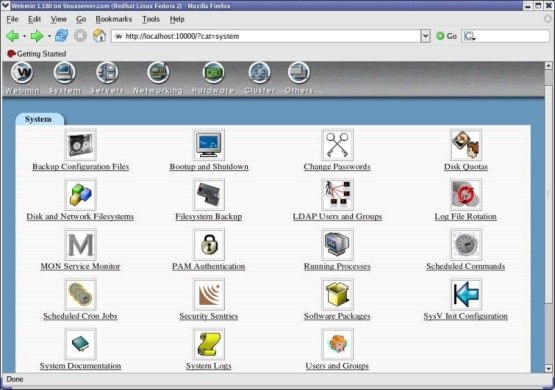 Webmin 1.160 on linuxserver.com (Redhat Linux Fedora 2) - Mozilla Firefox
File Edit View Go Bookmarks Tools Help
http://localhost:10000/?cat=system Go G
Getting Started
Webmin System Servers Networking Hardware Cluster Others
System
Backup Configuration Files Bootup and Shutdown Change Passwords Disk Quotas
Disk and Network Filesystems Filesystem Backup LDAP Users and Groups Log File Rotation
M
MON Service Monitor PAM Authentication Running Processes Scheduled Commands
Scheduled Cron Jobs Security Sentries Software Packages SysV Init Configuration
System Documentation System Logs Users and Groups
Done